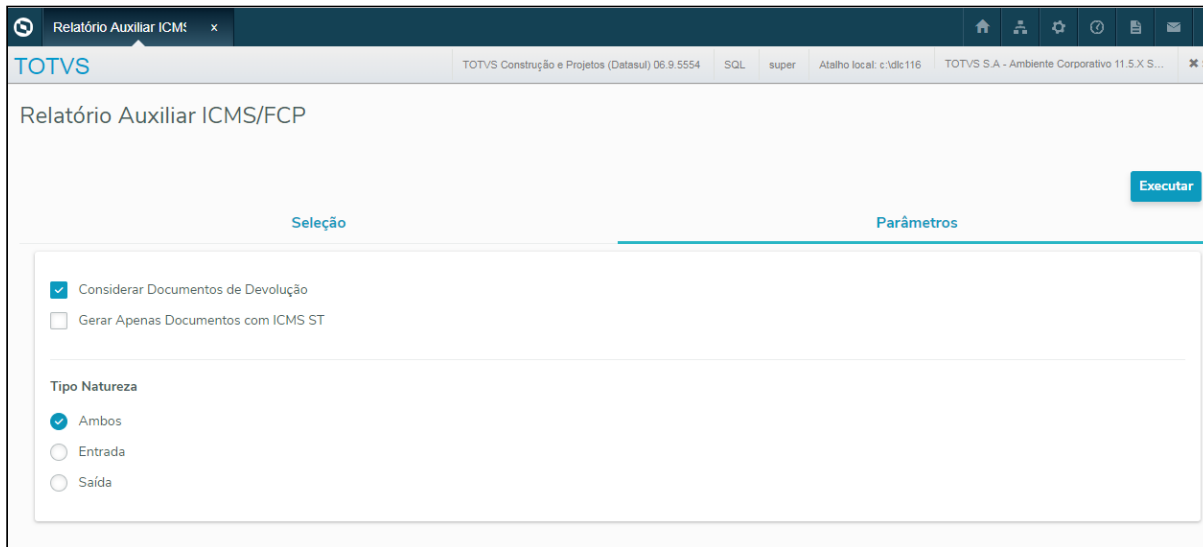 Relatório Auxiliar ICMS x
TOTVS TOTVS Construção e Projetos (Datasul) 06.9.5554 SQL super Atalho local: c:\dlc116 TOTVS S.A - Ambiente Corporativo 11.5.X S...
Relatório Auxiliar ICMS/FCP
Executar
Seleção Parâmetros
Considerar Documentos de Devolução
Gerar Apenas Documentos com ICMS ST
Tipo Natureza
Ambos
Entrada
Saída